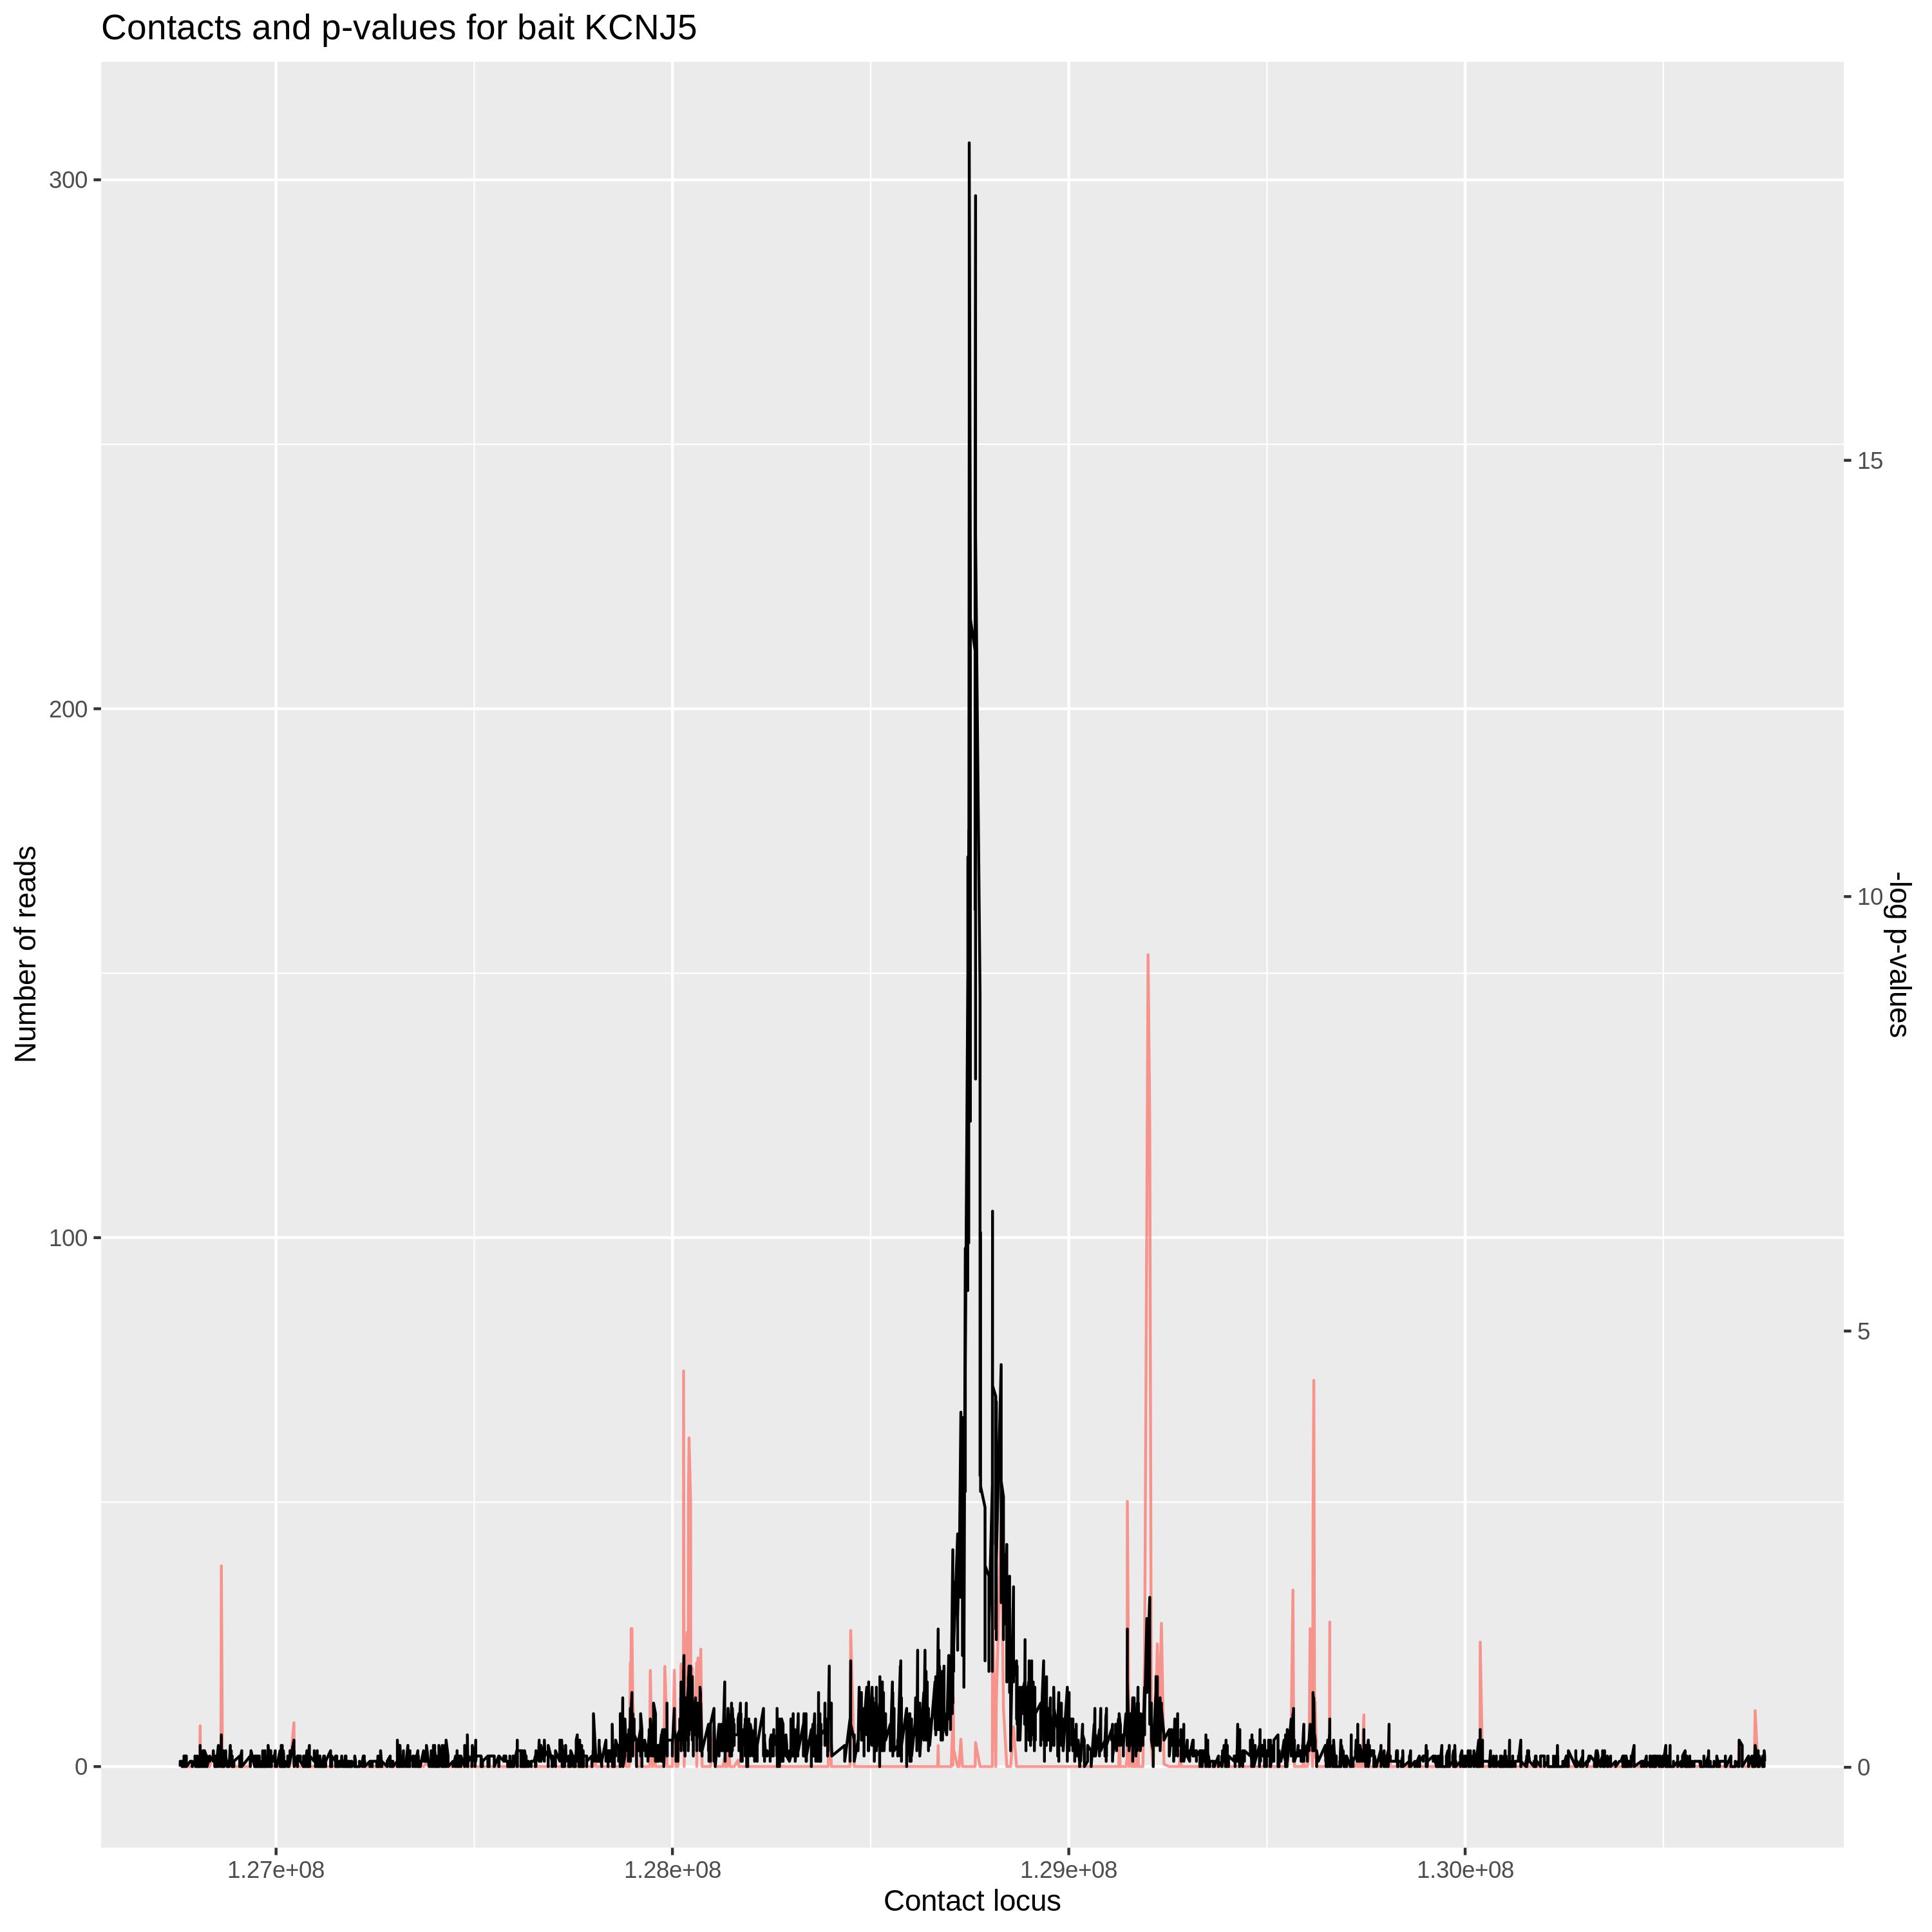 Contacts and p-values for bait KCNJ5
300
200
100
0
Number of reads
15
10
5
0
-log p-values
1.27e+08
1.28e+08
1.29e+08
1.30e+08
Contact locus